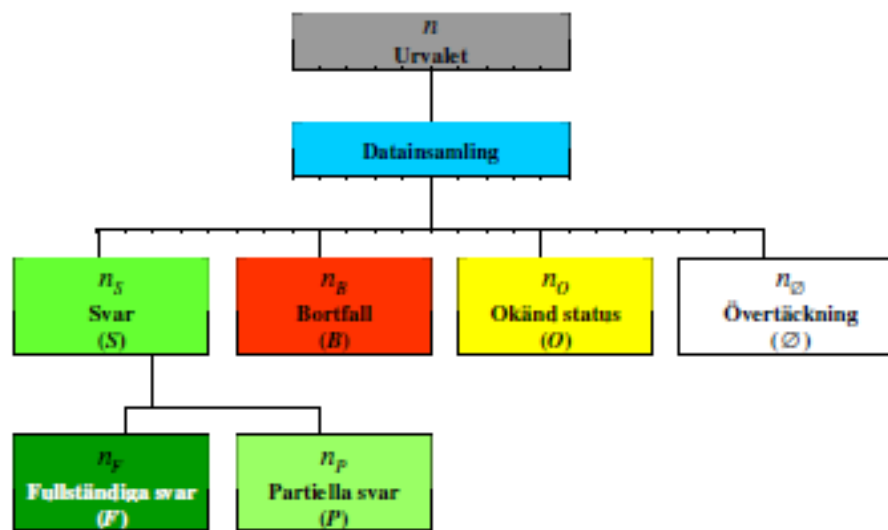 n
Urvalet
Datainsamling
n_S
Svar
(S)
n_B
Bortfall
(B)
n_O
Okänd status
(O)
n_∅
Övertäckning
(∅)
n_F
Fullständiga svar
(F)
n_P
Partiella svar
(P)